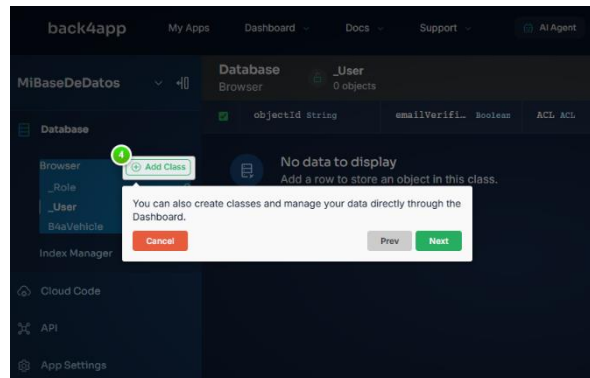 back4app My Apps Dashboard Docs Support AI Agent
MiBaseDeDatos
Database _User
Browser 0 objects
objectId String emailVerifi... Boolean ACL ACL
Database
4
Browser Add Class
_Role
_User
B4aVehicle
Index Manager
No data to display
Add a row to store an object in this class.
You can also create classes and manage your data directly through the
Dashboard.
Cancel Prev Next
Cloud Code
API
App Settings